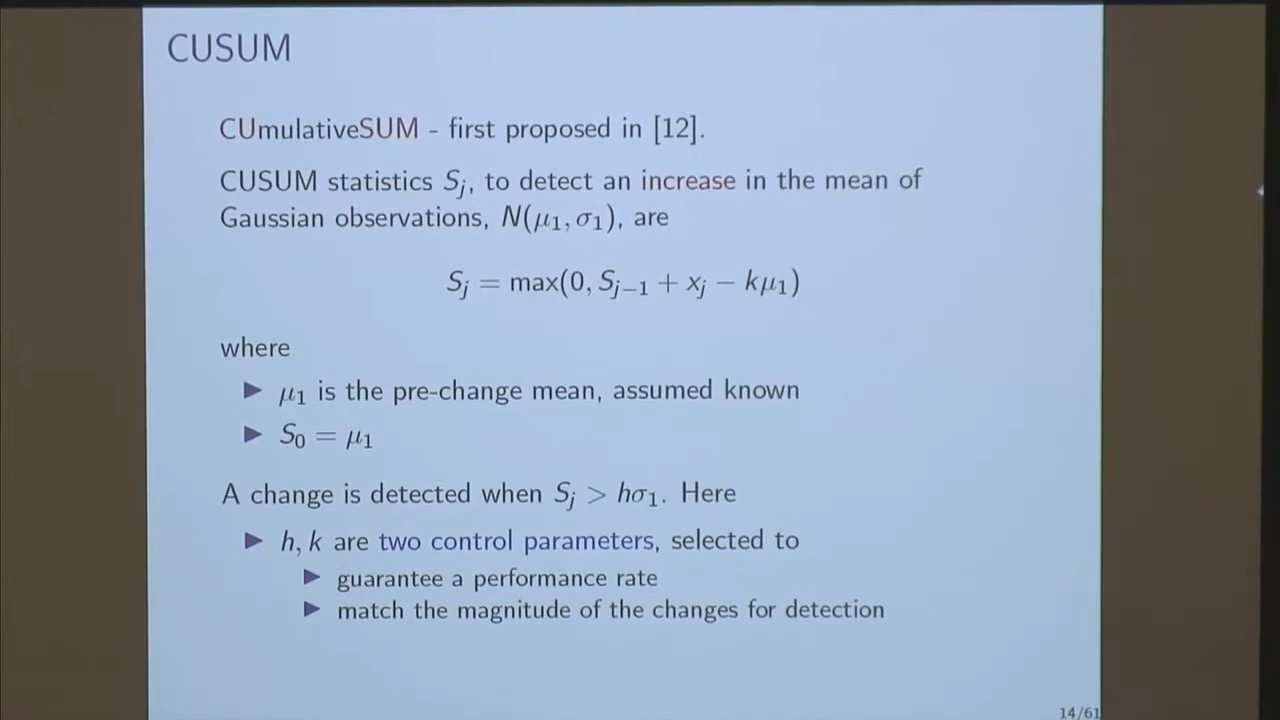 CUSUM
CUmulativeSUM - first proposed in [12].
CUSUM statistics Sⱼ, to detect an increase in the mean of
Gaussian observations, N(μ₁, σ₁), are
Sⱼ = max(0, Sⱼ₋₁ + xⱼ − kμ₁)
where
▶ μ₁ is the pre-change mean, assumed known
▶ S₀ = μ₁
A change is detected when Sⱼ > hσ₁. Here
▶ h, k are two control parameters, selected to
▶ guarantee a performance rate
▶ match the magnitude of the changes for detection
14/61